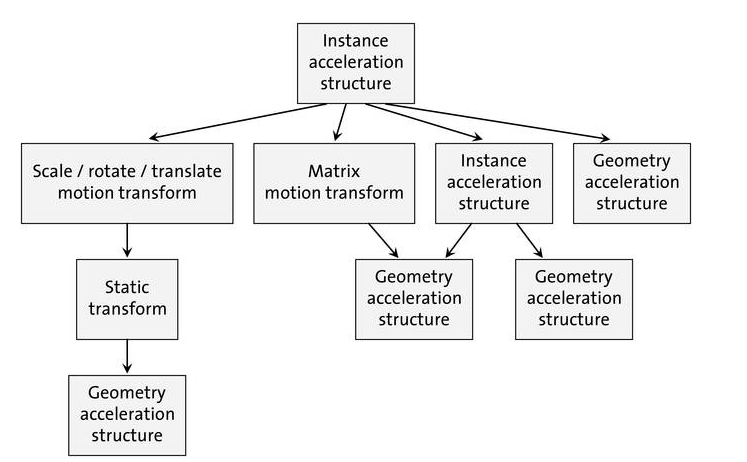 Instance
acceleration
structure
Scale / rotate / translate
motion transform
Matrix
motion transform
Instance
acceleration
structure
Geometry
acceleration
structure
Static
transform
Geometry
acceleration
structure
Geometry
acceleration
structure
Geometry
acceleration
structure